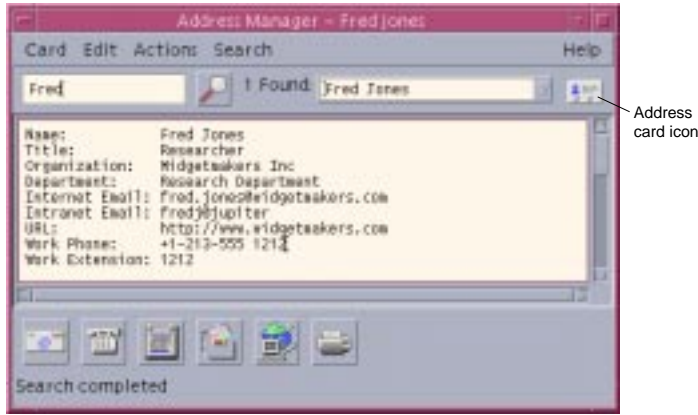 Address Manager - Fred Jones
Card Edit Actions Search Help
Fred 1 Found: Fred Jones
Address
card icon
Name: Fred Jones
Title: Researcher
Organization: Widgetmakers Inc
Department: Research Department
Internet Email: fred.jones@widgetmakers.com
Intranet Email: fredj@jupiter
URL: http://www.widgetmakers.com
Work Phone: +1-213-555 1212
Work Extension: 1212
Search completed